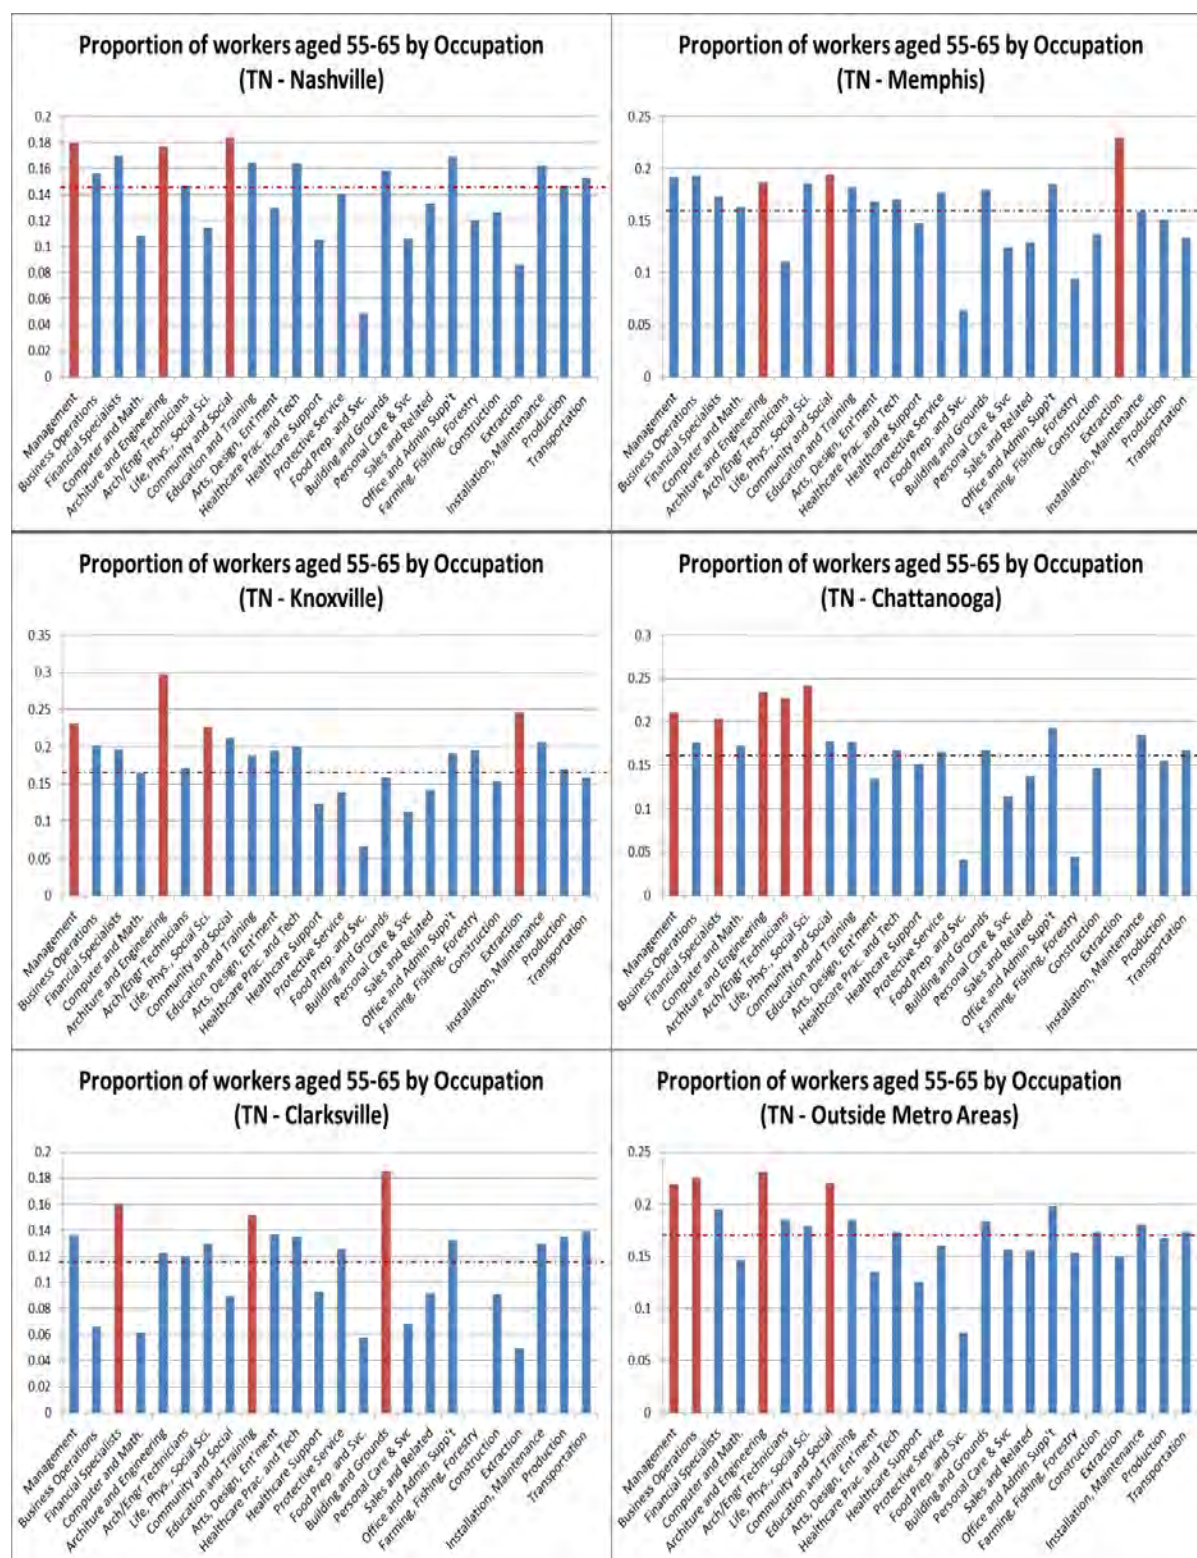 Proportion of workers aged 55-65 by Occupation
(TN - Nashville)
0.2
0.18
0.16
0.14
0.12
0.1
0.08
0.06
0.04
0.02
0
Management
Business Operations
Financial Specialists
Computer and Math.
Architure and Engineering
Arch/Engr Technicians
Life, Phys., Social Sci.
Community and Social
Education and Training
Arts, Design, Ent'ment
Healthcare Prac. and Tech
Healthcare Support
Protective Service
Food Prep. and Svc.
Building and Grounds
Personal Care & Svc
Sales and Related
Office and Admin Supp't
Farming, Fishing, Forestry
Construction
Extraction
Installation, Maintenance
Production
Transportation
Proportion of workers aged 55-65 by Occupation
(TN - Memphis)
0.25
0.2
0.15
0.1
0.05
0
Management
Business Operations
Financial Specialists
Computer and Math.
Architure and Engineering
Arch/Engr Technicians
Life, Phys., Social Sci.
Community and Social
Education and Training
Arts, Design, Ent'ment
Healthcare Prac. and Tech
Healthcare Support
Protective Service
Food Prep. and Svc.
Building and Grounds
Personal Care & Svc
Sales and Related
Office and Admin Supp't
Farming, Fishing, Forestry
Construction
Extraction
Installation, Maintenance
Production
Transportation
Proportion of workers aged 55-65 by Occupation
(TN - Knoxville)
0.35
0.3
0.25
0.2
0.15
0.1
0.05
0
Management
Business Operations
Financial Specialists
Computer and Math.
Architure and Engineering
Arch/Engr Technicians
Life, Phys., Social Sci.
Community and Social
Education and Training
Arts, Design, Ent'ment
Healthcare Prac. and Tech
Healthcare Support
Protective Service
Food Prep. and Svc.
Building and Grounds
Personal Care & Svc
Sales and Related
Office and Admin Supp't
Farming, Fishing, Forestry
Construction
Extraction
Installation, Maintenance
Production
Transportation
Proportion of workers aged 55-65 by Occupation
(TN - Chattanooga)
0.3
0.25
0.2
0.15
0.1
0.05
0
Management
Business Operations
Financial Specialists
Computer and Math.
Architure and Engineering
Arch/Engr Technicians
Life, Phys., Social Sci.
Community and Social
Education and Training
Arts, Design, Ent'ment
Healthcare Prac. and Tech
Healthcare Support
Protective Service
Food Prep. and Svc.
Building and Grounds
Personal Care & Svc
Sales and Related
Office and Admin Supp't
Farming, Fishing, Forestry
Construction
Extraction
Installation, Maintenance
Production
Transportation
Proportion of workers aged 55-65 by Occupation
(TN - Clarksville)
0.2
0.18
0.16
0.14
0.12
0.1
0.08
0.06
0.04
0.02
0
Management
Business Operations
Financial Specialists
Computer and Math.
Architure and Engineering
Arch/Engr Technicians
Life, Phys., Social Sci.
Community and Social
Education and Training
Arts, Design, Ent'ment
Healthcare Prac. and Tech
Healthcare Support
Protective Service
Food Prep. and Svc.
Building and Grounds
Personal Care & Svc
Sales and Related
Office and Admin Supp't
Farming, Fishing, Forestry
Construction
Extraction
Installation, Maintenance
Production
Transportation
Proportion of workers aged 55-65 by Occupation
(TN - Outside Metro Areas)
0.25
0.2
0.15
0.1
0.05
0
Management
Business Operations
Financial Specialists
Computer and Math.
Architure and Engineering
Arch/Engr Technicians
Life, Phys., Social Sci.
Community and Social
Education and Training
Arts, Design, Ent'ment
Healthcare Prac. and Tech
Healthcare Support
Protective Service
Food Prep. and Svc.
Building and Grounds
Personal Care & Svc
Sales and Related
Office and Admin Supp't
Farming, Fishing, Forestry
Construction
Extraction
Installation, Maintenance
Production
Transportation